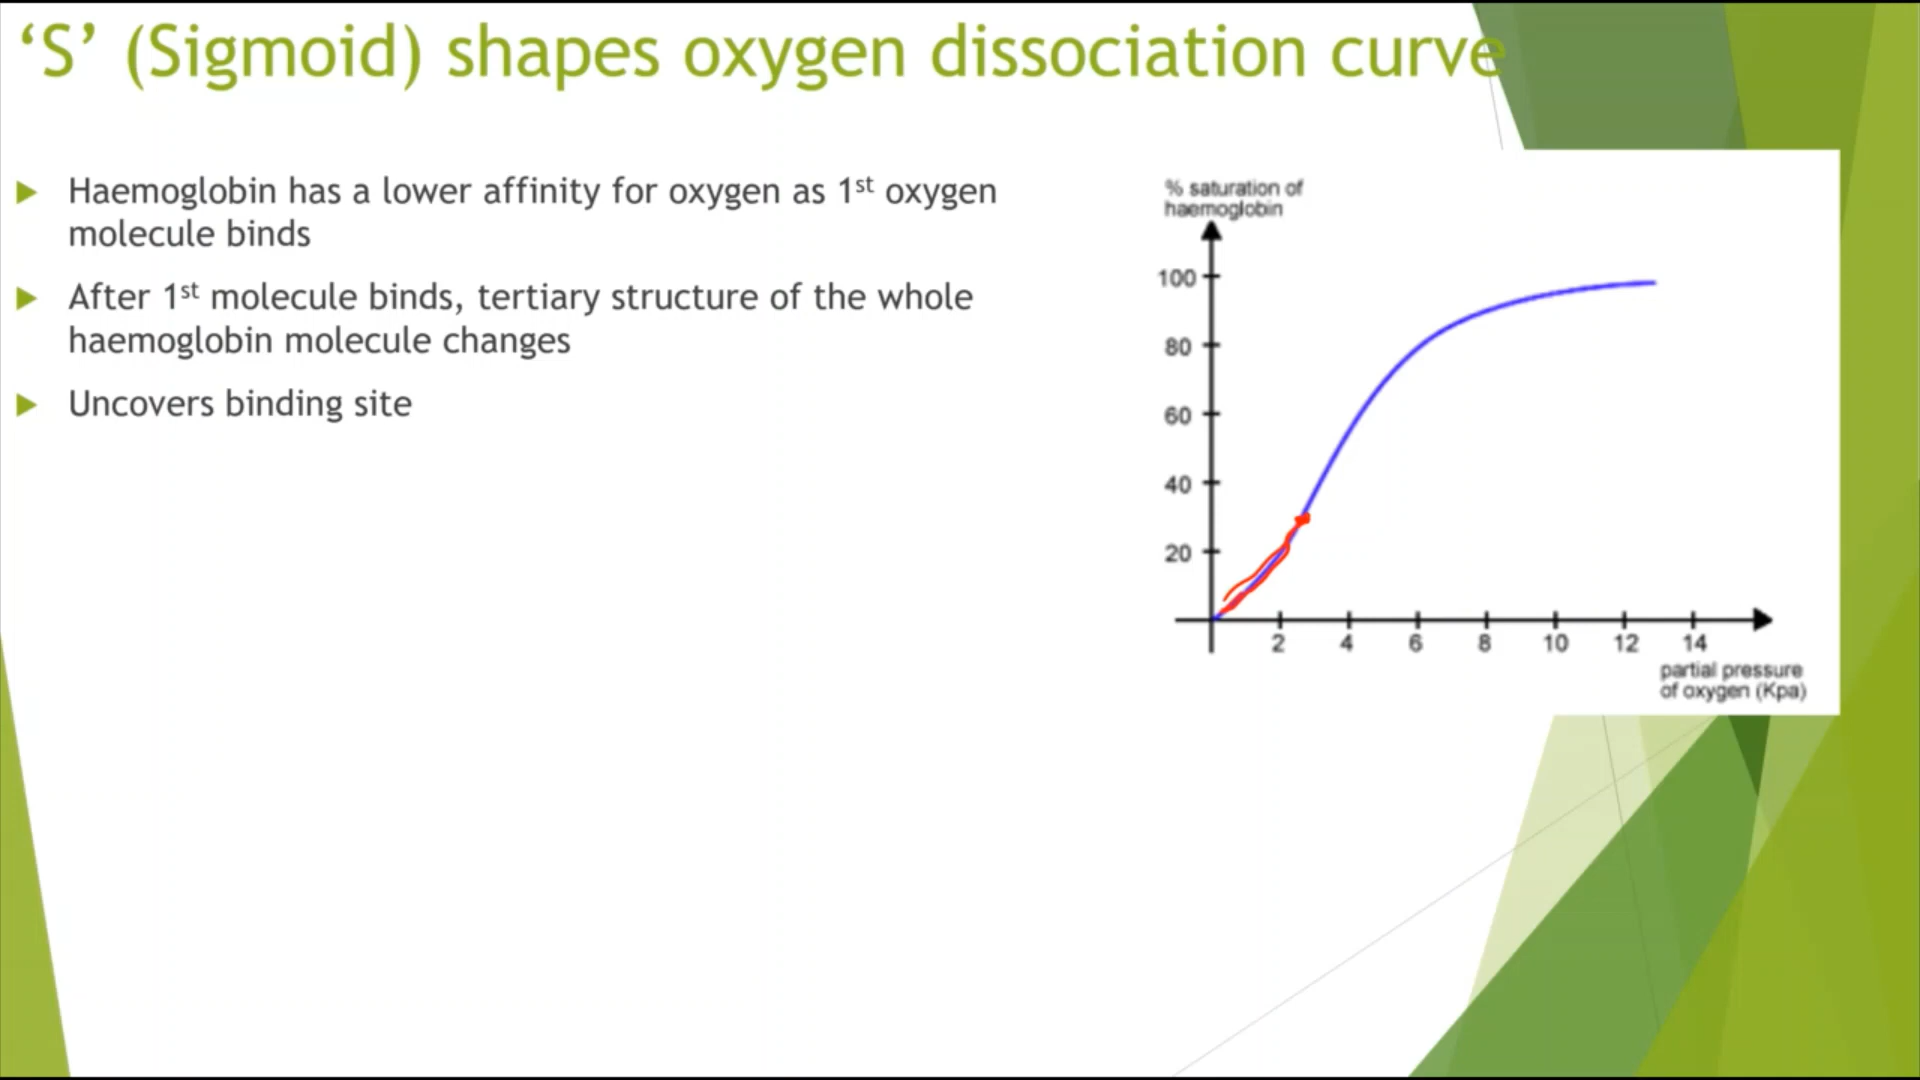 ‘S’ (Sigmoid) shapes oxygen dissociation curve
Haemoglobin has a lower affinity for oxygen as 1st oxygen
molecule binds
After 1st molecule binds, tertiary structure of the whole
haemoglobin molecule changes
Uncovers binding site
% saturation of
haemoglobin
100
80
60
40
20
2 4 6 8 10 12 14
partial pressure
of oxygen (Kpa)